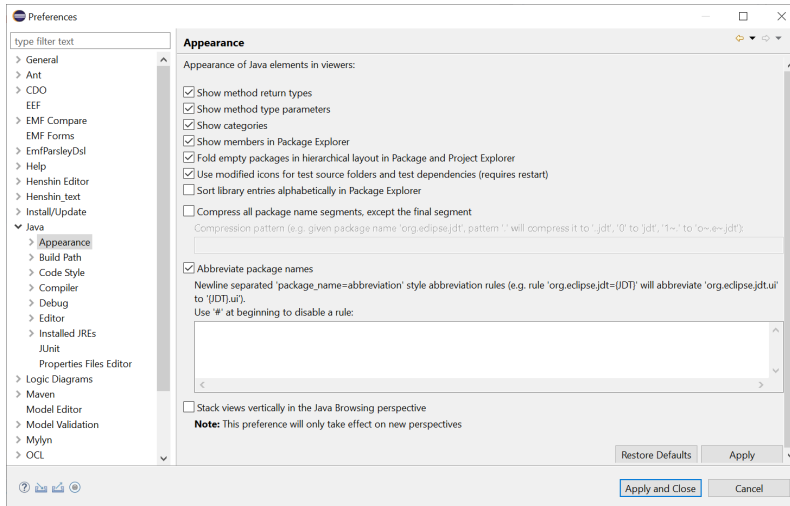 Preferences
type filter text
General
Ant
CDO
EEF
EMF Compare
EMF Forms
EmfParsleyDsl
Help
Henshin Editor
Henshin_text
Install/Update
Java
Appearance
Build Path
Code Style
Compiler
Debug
Editor
Installed JREs
JUnit
Properties Files Editor
Logic Diagrams
Maven
Model Editor
Model Validation
Mylyn
OCL
Appearance
Appearance of Java elements in viewers:
Show method return types
Show method type parameters
Show categories
Show members in Package Explorer
Fold empty packages in hierarchical layout in Package and Project Explorer
Use modified icons for test source folders and test dependencies (requires restart)
Sort library entries alphabetically in Package Explorer
Compress all package name segments, except the final segment
Compression pattern (e.g. given package name 'org.eclipse.jdt', pattern '.' will compress it to '..jdt', '0' to 'jdt', '1~.' to 'o~.e~.jdt'):
Abbreviate package names
Newline separated 'package_name=abbreviation' style abbreviation rules (e.g. rule 'org.eclipse.jdt={JDT}' will abbreviate 'org.eclipse.jdt.ui'
to '{JDT}.ui').
Use '#' at beginning to disable a rule:
Stack views vertically in the Java Browsing perspective
Note: This preference will only take effect on new perspectives
Restore Defaults Apply
Apply and Close Cancel